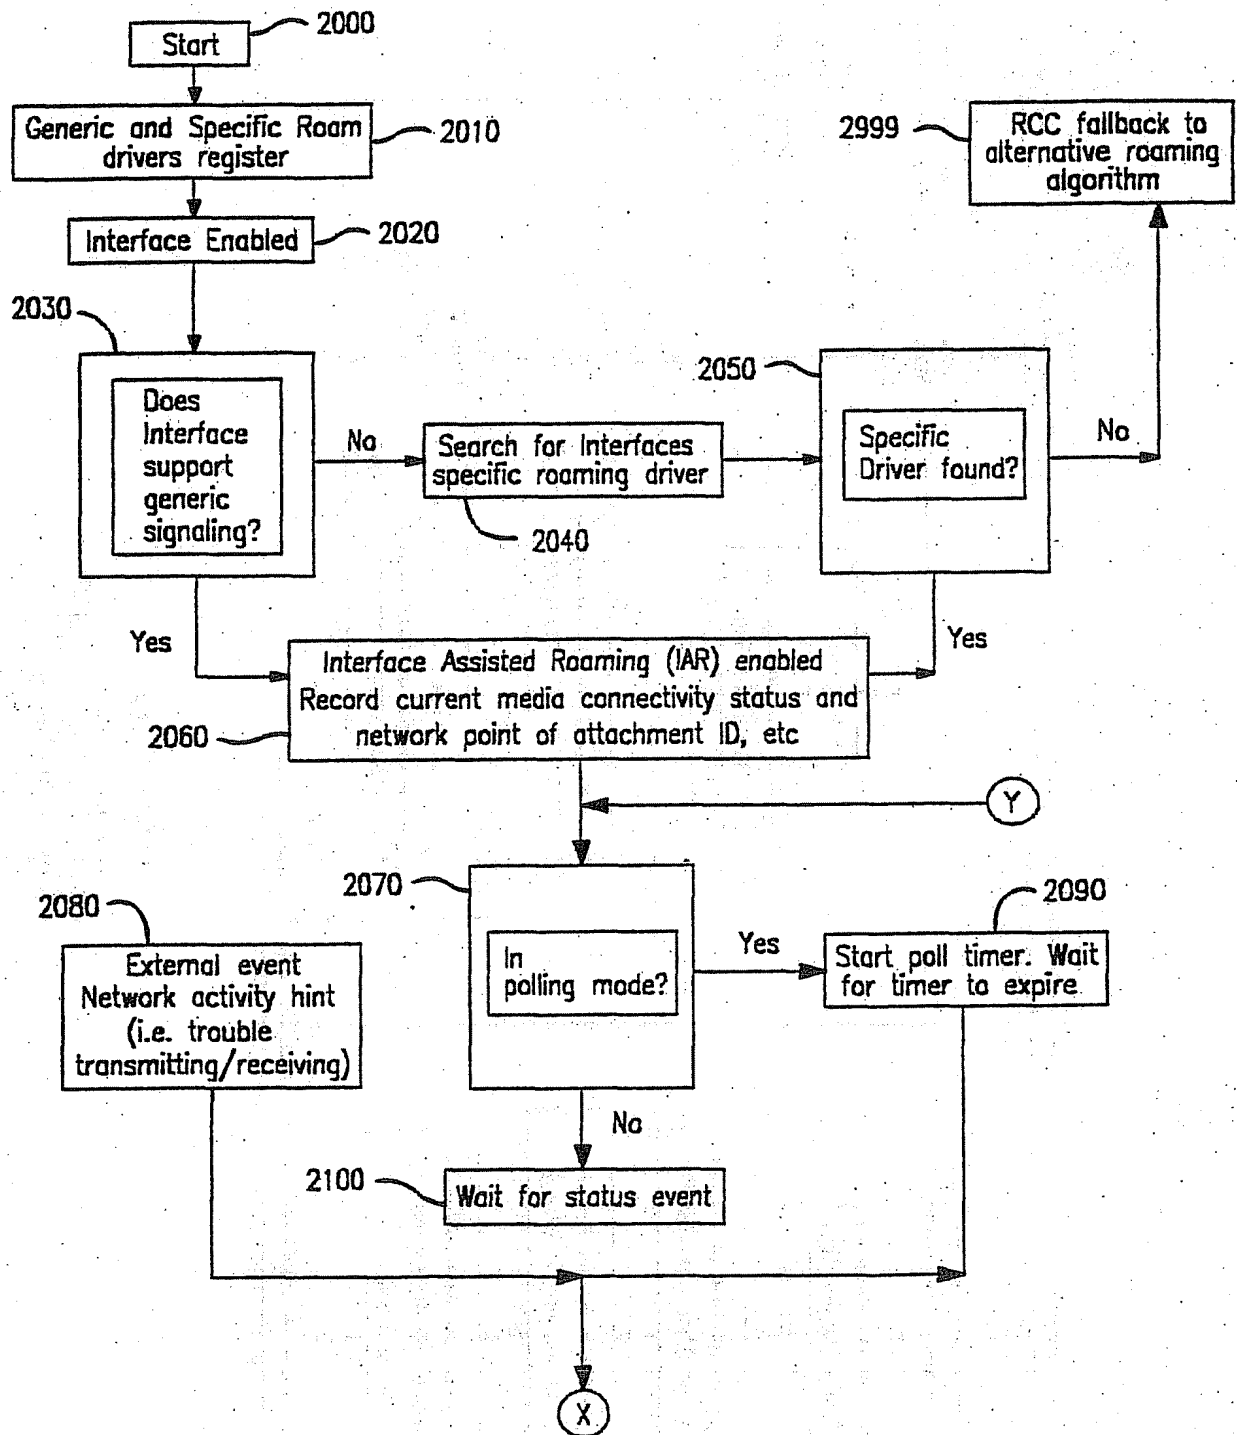 2000
Start
Generic and Specific Roam
drivers register
2010
2999
RCC fallback to
alternative roaming
algorithm
Interface Enabled
2020
2030
Does
Interface
support
generic
signaling?
No
Search for Interfaces
specific roaming driver
2040
2050
Specific
Driver found?
No
Yes
Yes
Interface Assisted Roaming (IAR) enabled
Record current media connectivity status and
network point of attachment ID, etc
2060
Y
2070
In
polling mode?
Yes
2090
Start poll timer. Wait
for timer to expire
2080
External event
Network activity hint
(i.e. trouble
transmitting/receiving)
No
2100
Wait for status event
X